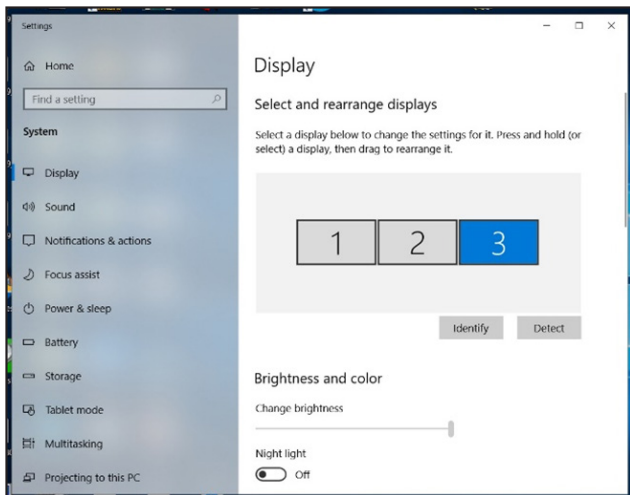 Settings
Home
Find a setting
System
Display
Sound
Notifications & actions
Focus assist
Power & sleep
Battery
Storage
Tablet mode
Multitasking
Projecting to this PC
Display
Select and rearrange displays
Select a display below to change the settings for it. Press and hold (or
select) a display, then drag to rearrange it.
1 2 3
Identify Detect
Brightness and color
Change brightness
Night light
Off